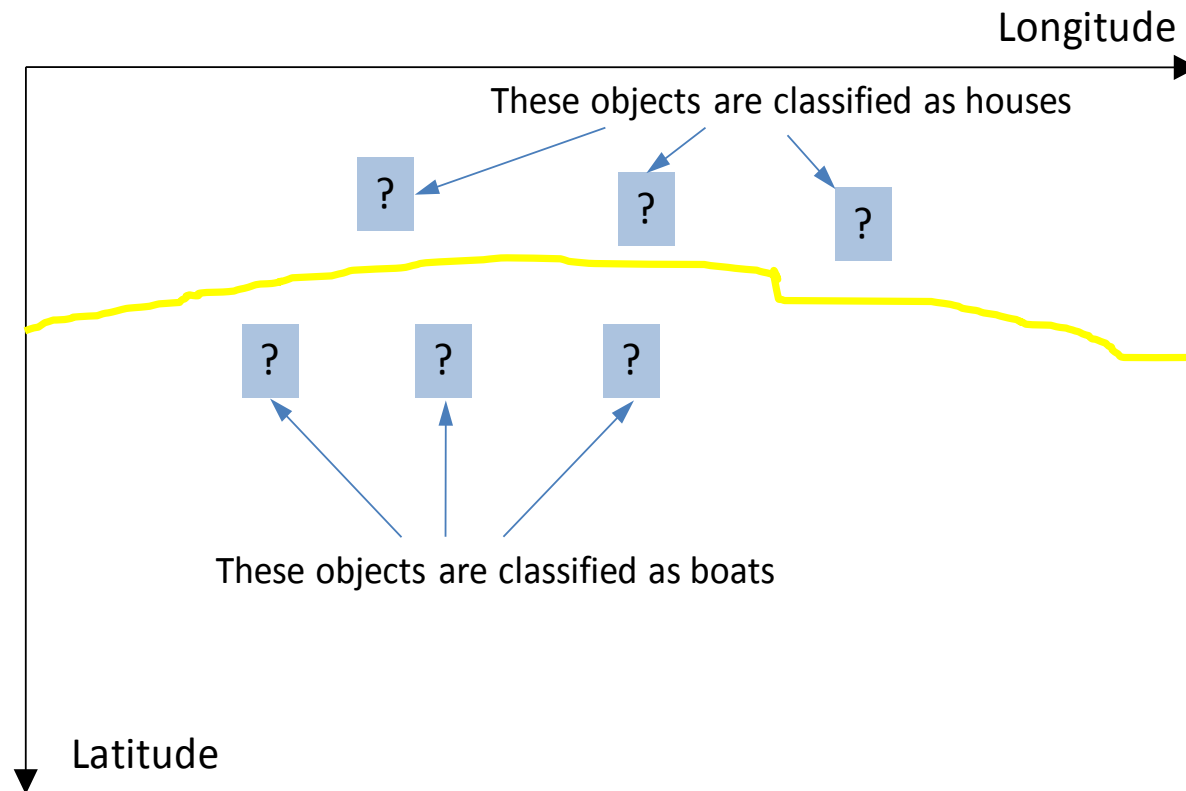 Longitude
These objects are classified as houses
?
?
?
?
?
?
These objects are classified as boats
Latitude